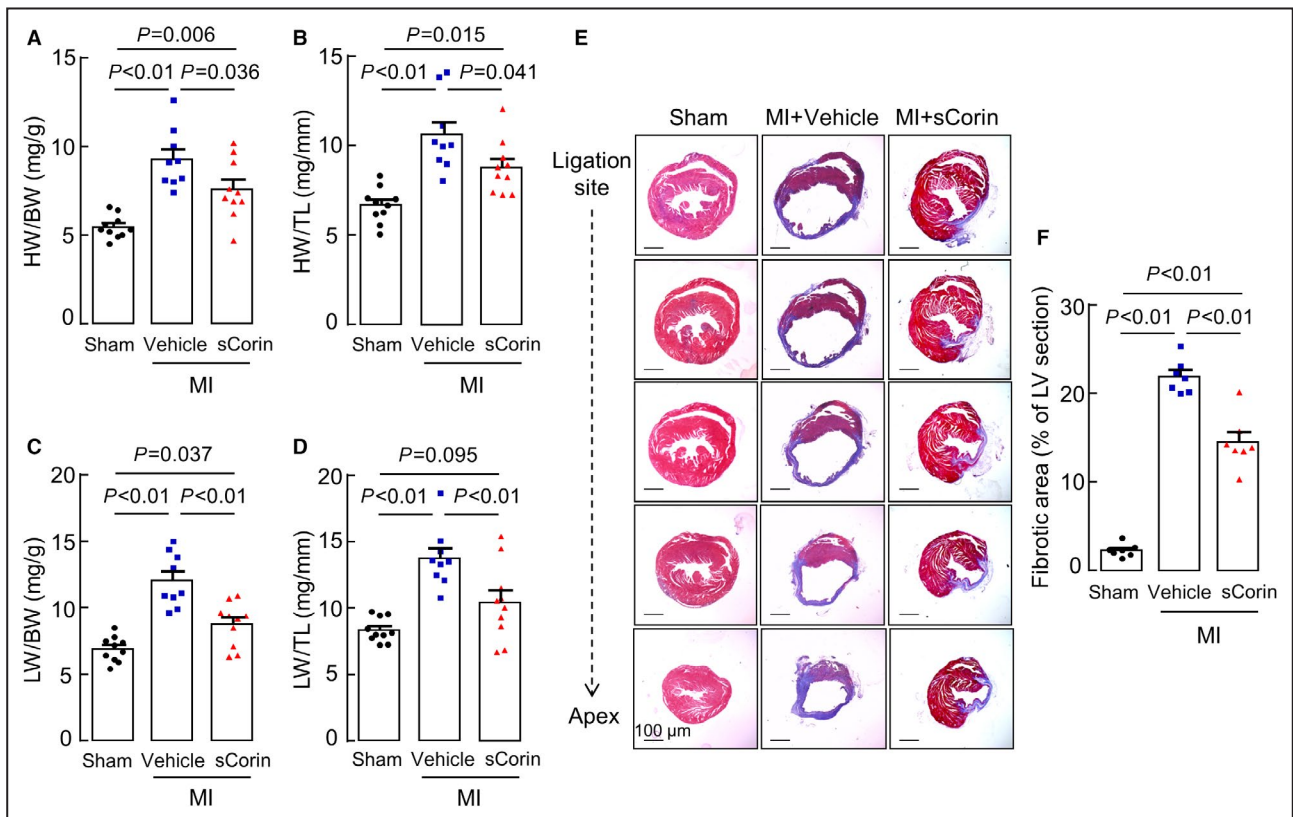 A
P=0.006
P<0.01 P=0.036
HW/BW (mg/g)
15
10
5
0
Sham Vehicle sCorin
MI
B
P=0.015
P<0.01 P=0.041
HW/TL (mg/mm)
15
10
5
0
Sham Vehicle sCorin
MI
C
P=0.037
P<0.01 P<0.01
LW/BW (mg/g)
20
15
10
5
0
Sham Vehicle sCorin
MI
D
P=0.095
P<0.01 P<0.01
LW/TL (mg/mm)
20
15
10
5
0
Sham Vehicle sCorin
MI
E
Sham MI+Vehicle MI+sCorin
Ligation
site
Apex
100 µm
F
P<0.01
P<0.01 P<0.01
Fibrotic area (% of LV section)
30
20
10
0
Sham Vehicle sCorin
MI